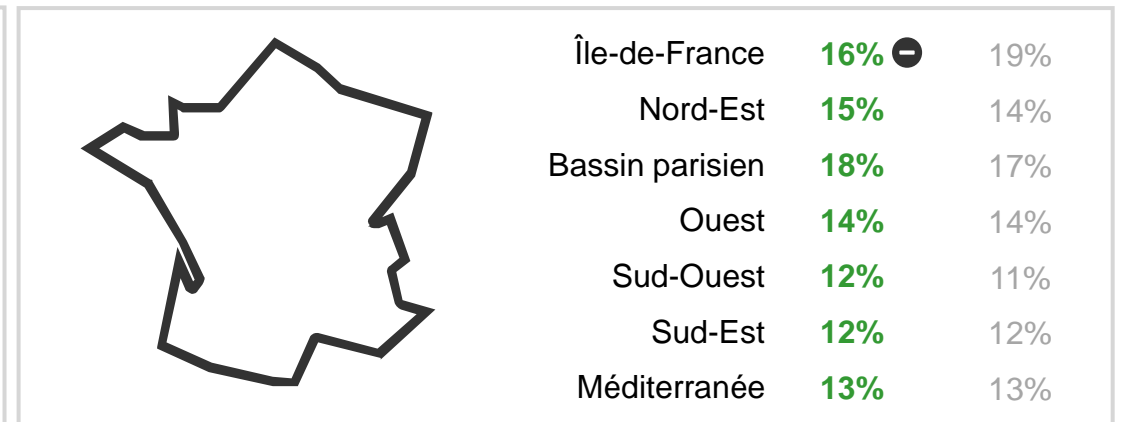 Île-de-France 16% 19%
Nord-Est 15% 14%
Bassin parisien 18% 17%
Ouest 14% 14%
Sud-Ouest 12% 11%
Sud-Est 12% 12%
Méditerranée 13% 13%